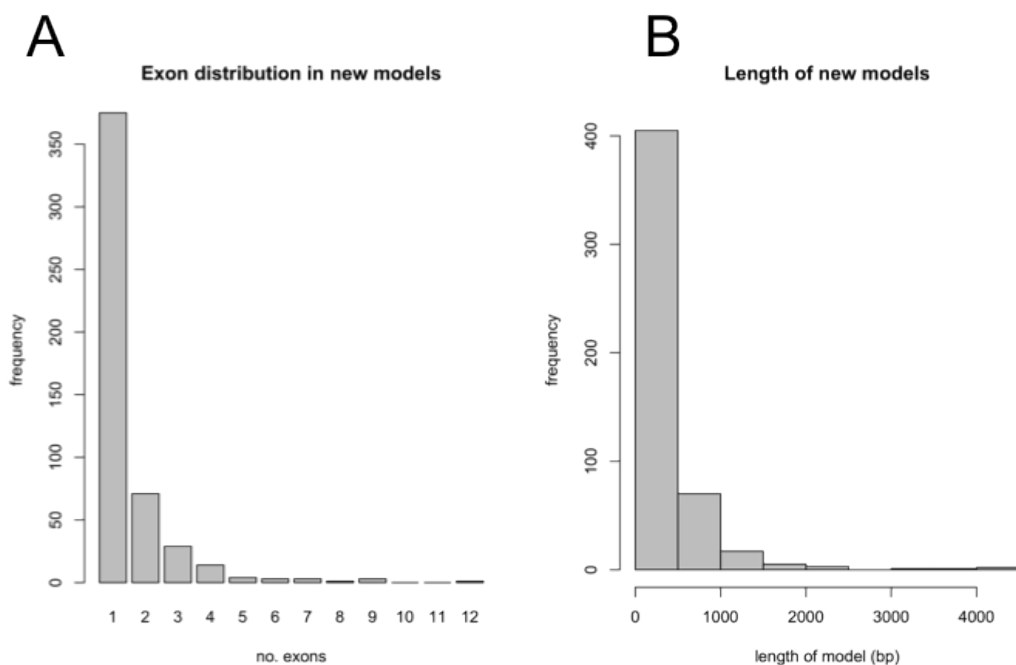 A
Exon distribution in new models
350
300
250
200
150
100
50
0
frequency
1 2 3 4 5 6 7 8 9 10 11 12
no. exons
B
Length of new models
400
300
200
100
0
frequency
0 1000 2000 3000 4000
length of model (bp)